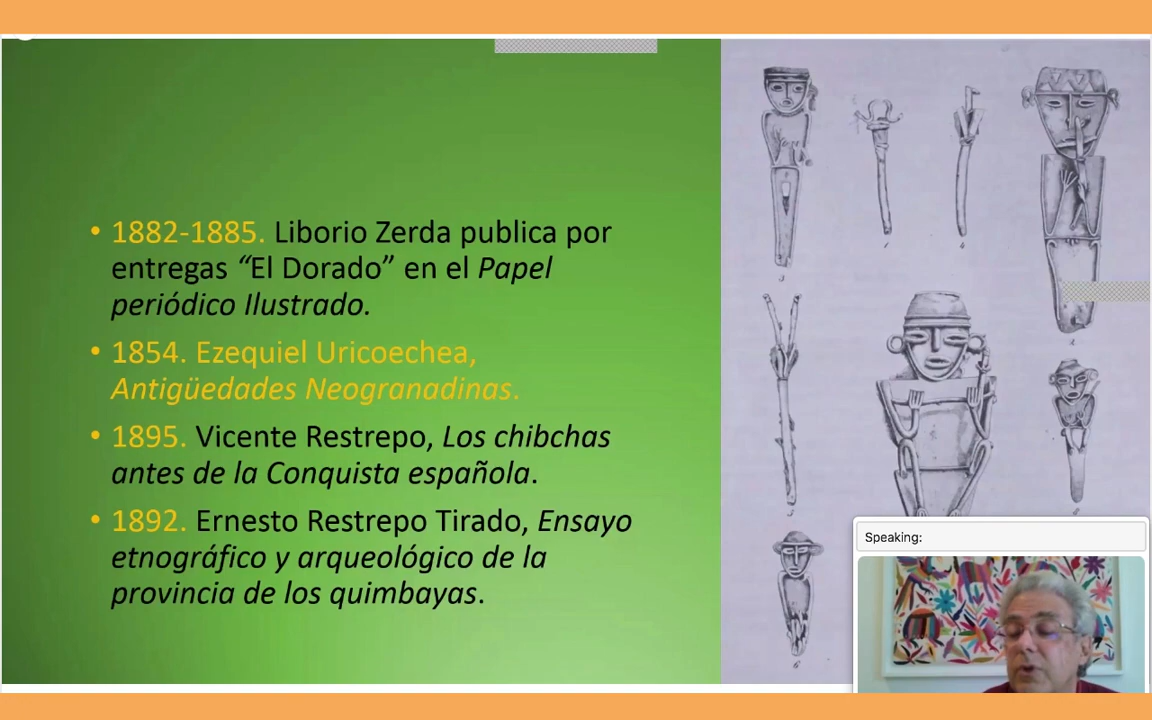 • 1882-1885. Liborio Zerda publica por
entregas “El Dorado” en el Papel
periódico Ilustrado.
• 1854. Ezequiel Uricoechea,
Antigüedades Neogranadinas.
• 1895. Vicente Restrepo, Los chibchas
antes de la Conquista española.
• 1892. Ernesto Restrepo Tirado, Ensayo
etnográfico y arqueológico de la
provincia de los quimbayas.
Speaking: